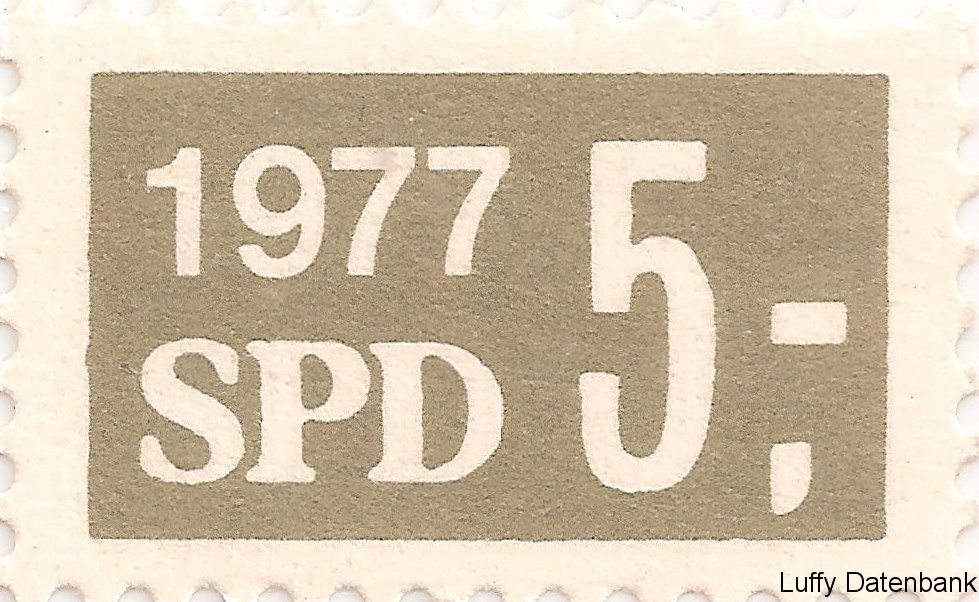 1977
SPD
5,-
Luffy Datenbank